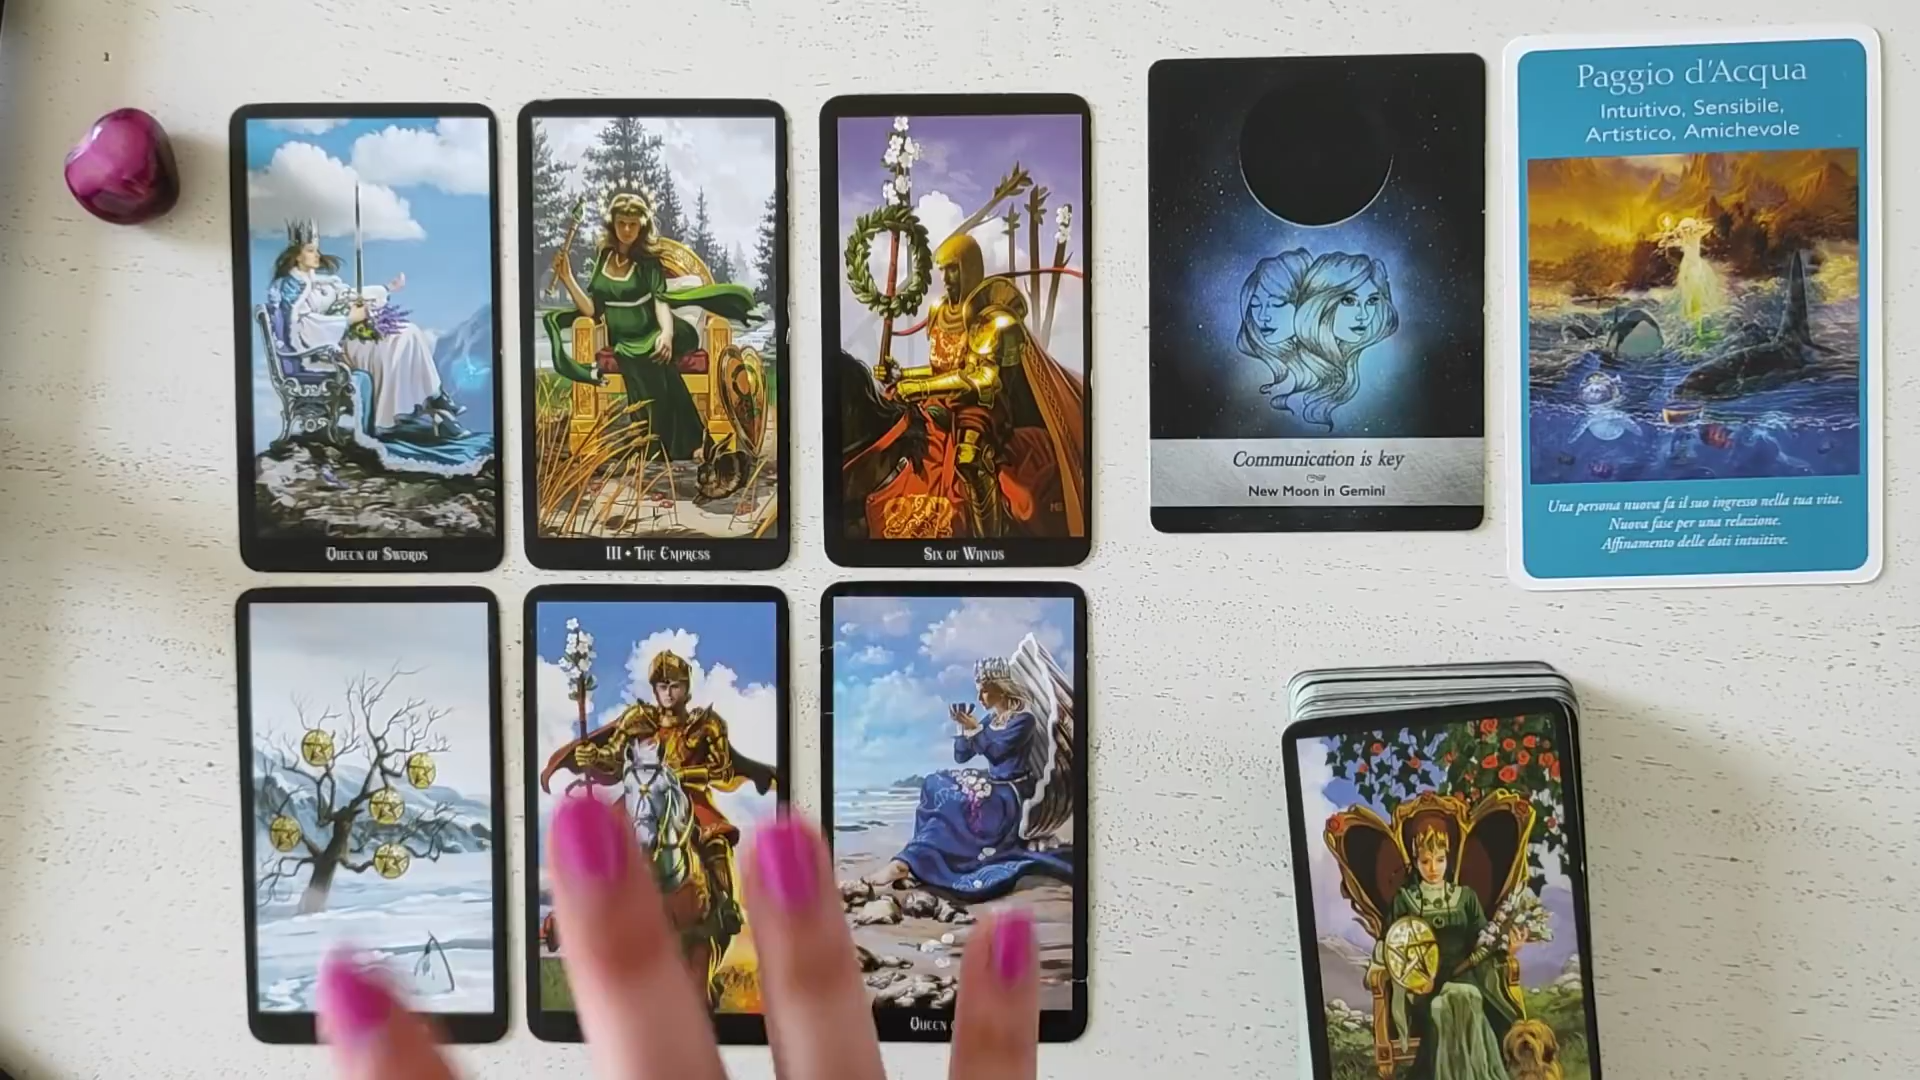 Queen of Swords
III • The Empress
Six of Wands
Communication is key
New Moon in Gemini
Paggio d'Acqua
Intuitivo, Sensibile,
Artistico, Amichevole
Una persona nuova fa il suo ingresso nella tua vita.
Nuova fase per una relazione.
Affinamento delle doti intuitive.
Queen